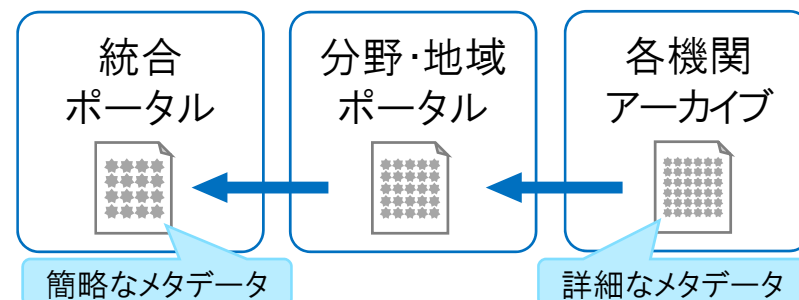 統合
ポータル
分野・地域
ポータル
各機関
アーカイブ
簡略なメタデータ
詳細なメタデータ